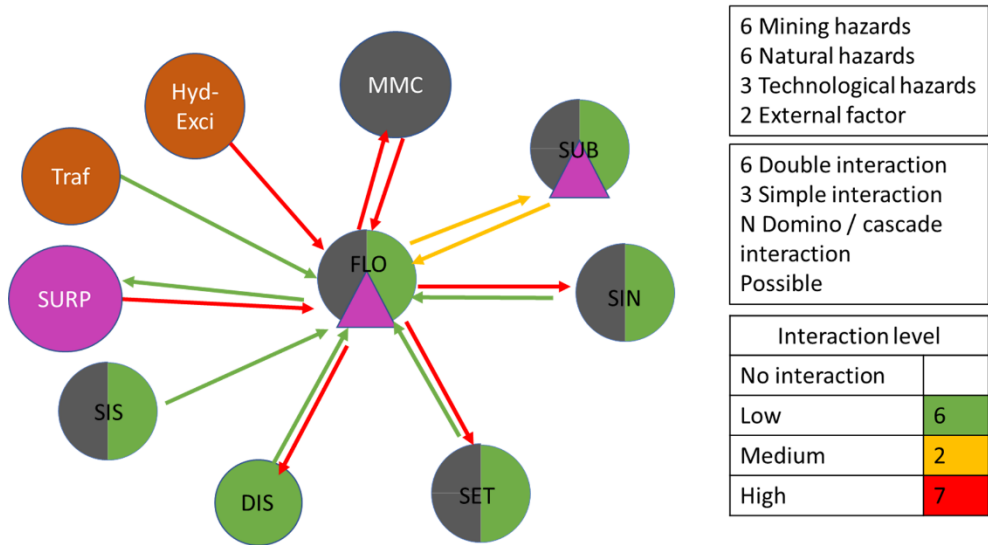 Hyd-
Exci
MMC
SUB
Traf
FLO
SURP
SIN
SIS
DIS
SET
6 Mining hazards
6 Natural hazards
3 Technological hazards
2 External factor
6 Double interaction
3 Simple interaction
N Domino / cascade
interaction
Possible
Interaction level
No interaction
Low 6
Medium 2
High 7